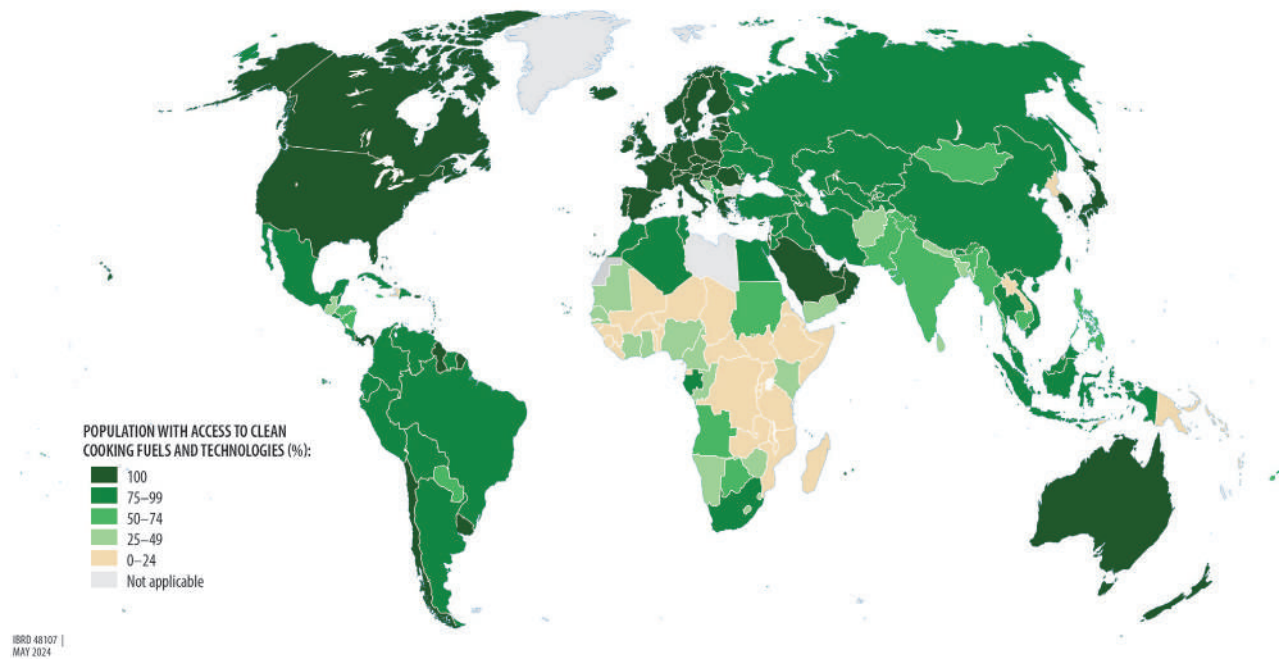 POPULATION WITH ACCESS TO CLEAN
COOKING FUELS AND TECHNOLOGIES (%):
100
75–99
50–74
25–49
0–24
Not applicable
IBRD 48107 |
MAY 2024